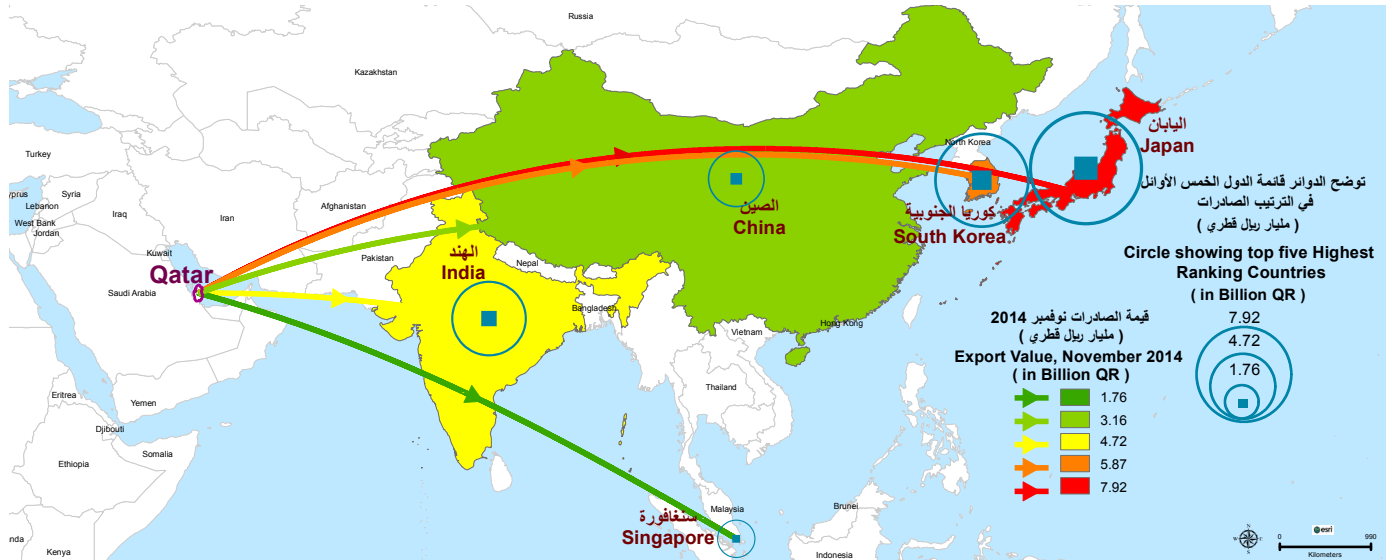 Russia
Kazakhstan
North Korea
اليابان
Japan
Turkey
Syria
Lebanon
West Bank
Jordan
Iraq
Iran
Afghanistan
توضح الدوائر قائمة الدول الخمس الأوائل
في الترتيب الصادرات
( مليار ريال قطري )
الصين
China
كوريا الجنوبية
South Korea
Kuwait
Pakistan
Nepal
الهند
India
Circle showing top five Highest
Ranking Countries
( in Billion QR )
7.92
4.72
1.76
Qatar
Saudi Arabia
Bangladesh
Hong Kong
Vietnam
Thailand
قيمة الصادرات نوفمبر 2014
( مليار ريال قطري )
Export Value, November 2014
( in Billion QR )
1.76
3.16
4.72
5.87
7.92
Eritrea
Yemen
Djibouti
Ethiopia
Somalia
Kenya
Malaysia
سنغافورة
Singapore
Brunei
Indonesia
esri
0 990
Kilometers